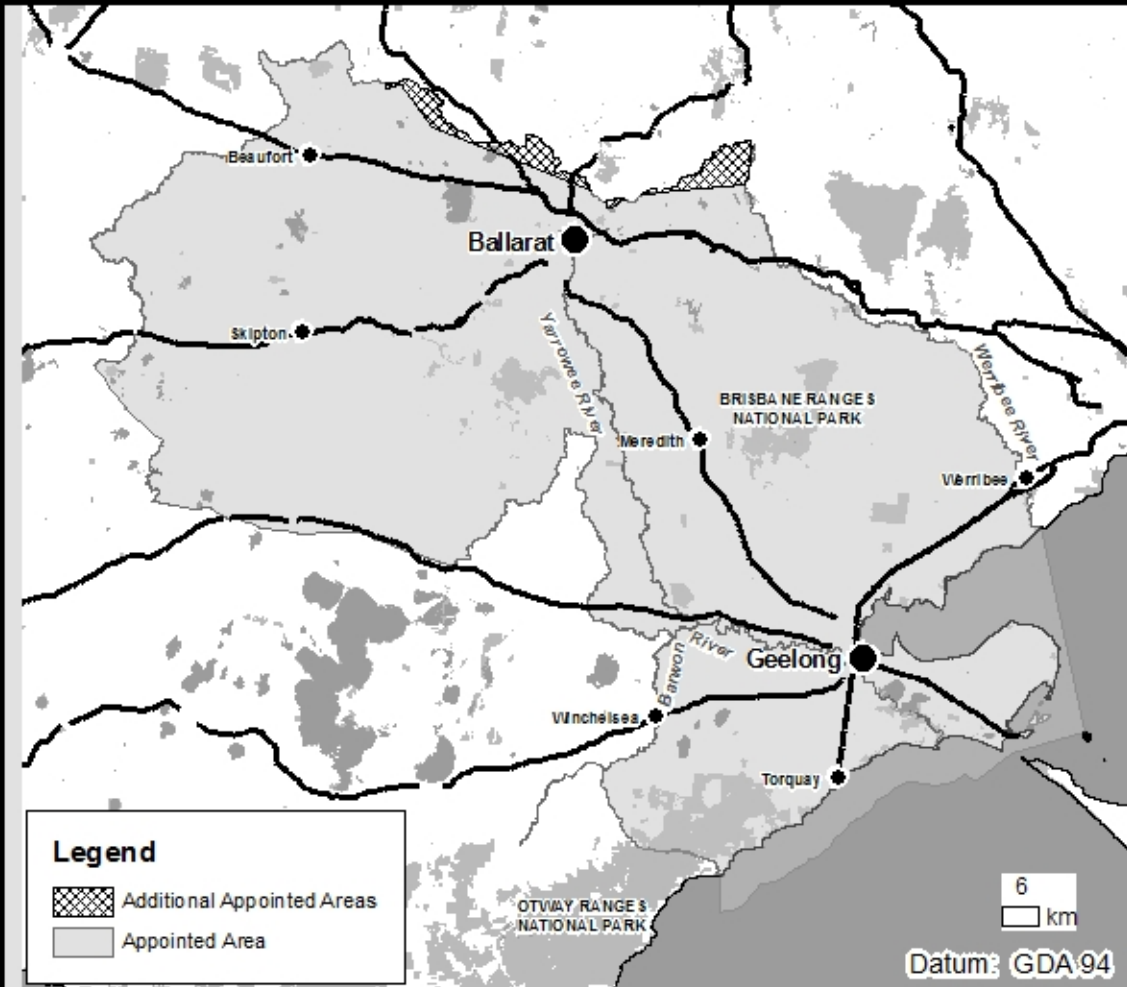 Beaufort
Ballarat
Skipton
Yarrowee River
Werribee River
BRISBANE RANGES
NATIONAL PARK
Meredith
Werribee
Barwon River
Geelong
Winchelsea
Torquay
Legend
Additional Appointed Areas
Appointed Area
OTWAY RANGES
NATIONAL PARK
6
km
Datum: GDA 94